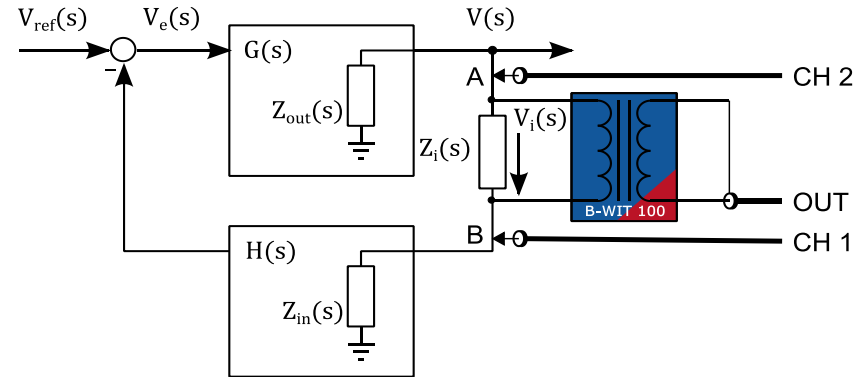 V_ref(s)
V_e(s)
V(s)
G(s)
Z_out(s)
−
A
CH 2
Z_i(s)
V_i(s)
B-WIT 100
OUT
B
CH 1
H(s)
Z_in(s)